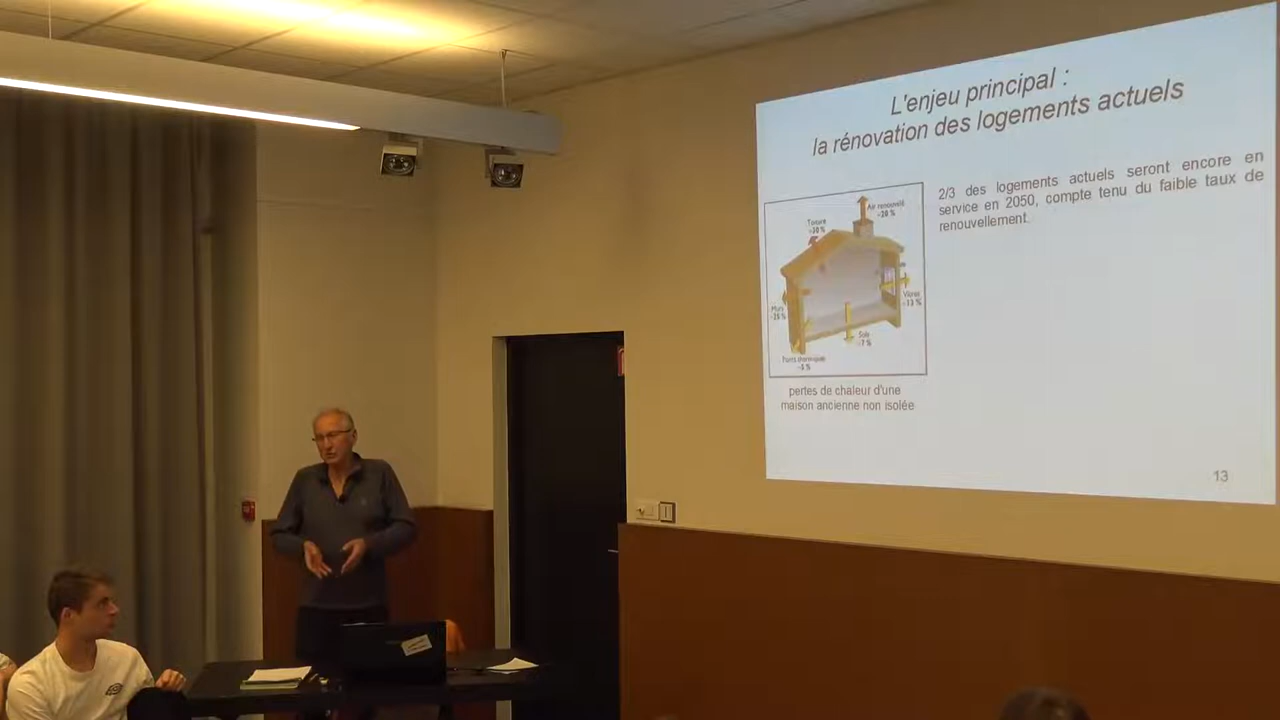 L'enjeu principal :
la rénovation des logements actuels
2/3 des logements actuels seront encore en
service en 2050, compte tenu du faible taux de
renouvellement.
Air renouvelé
~20 %
Toiture
~30 %
Murs
~25 %
Vitres
~13 %
Sols
~7 %
Ponts thermiques
~5 %
pertes de chaleur d'une
maison ancienne non isolée
13